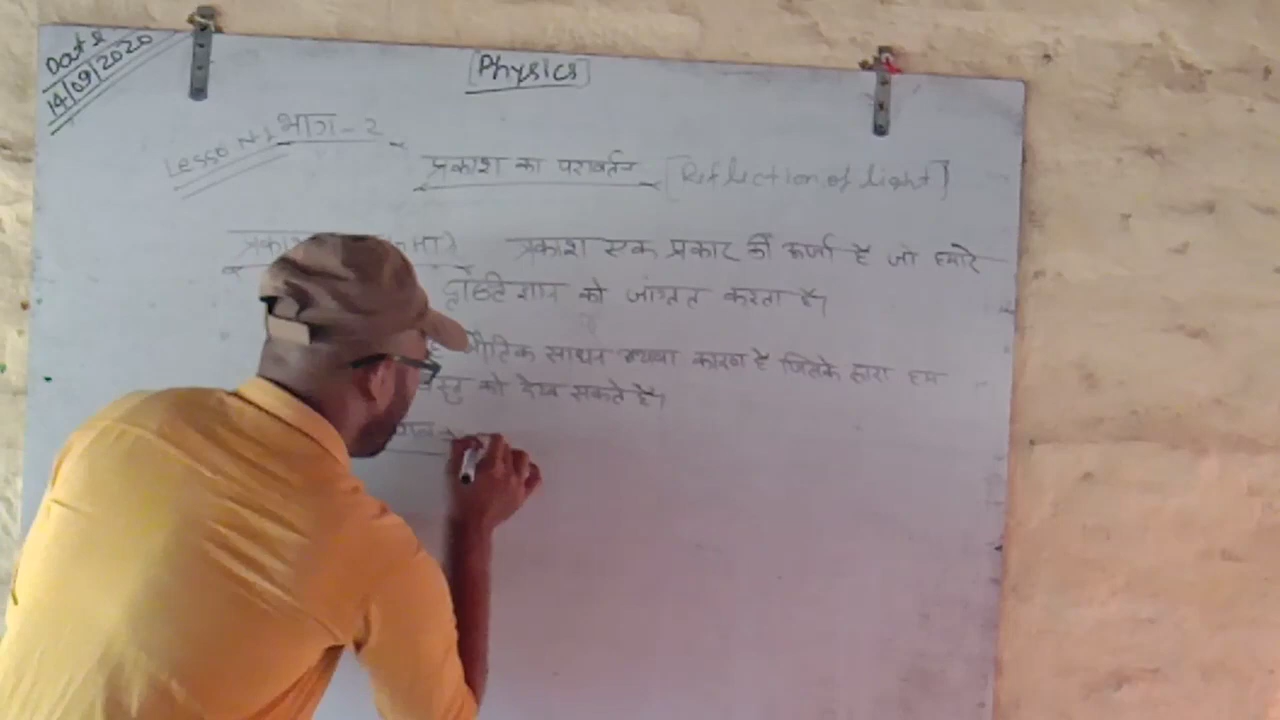 Date
14/09/2020
Physics
Lesson-1 भाग-2
प्रकाश का परावर्तन [Reflection of light]
प्रकाश एक प्रकार की ऊर्जा है जो हमारे
को जाग्रत करता है।
भौतिक साधन अथवा कारण है जिसके द्वारा हम
वस्तु को देख सकते है।